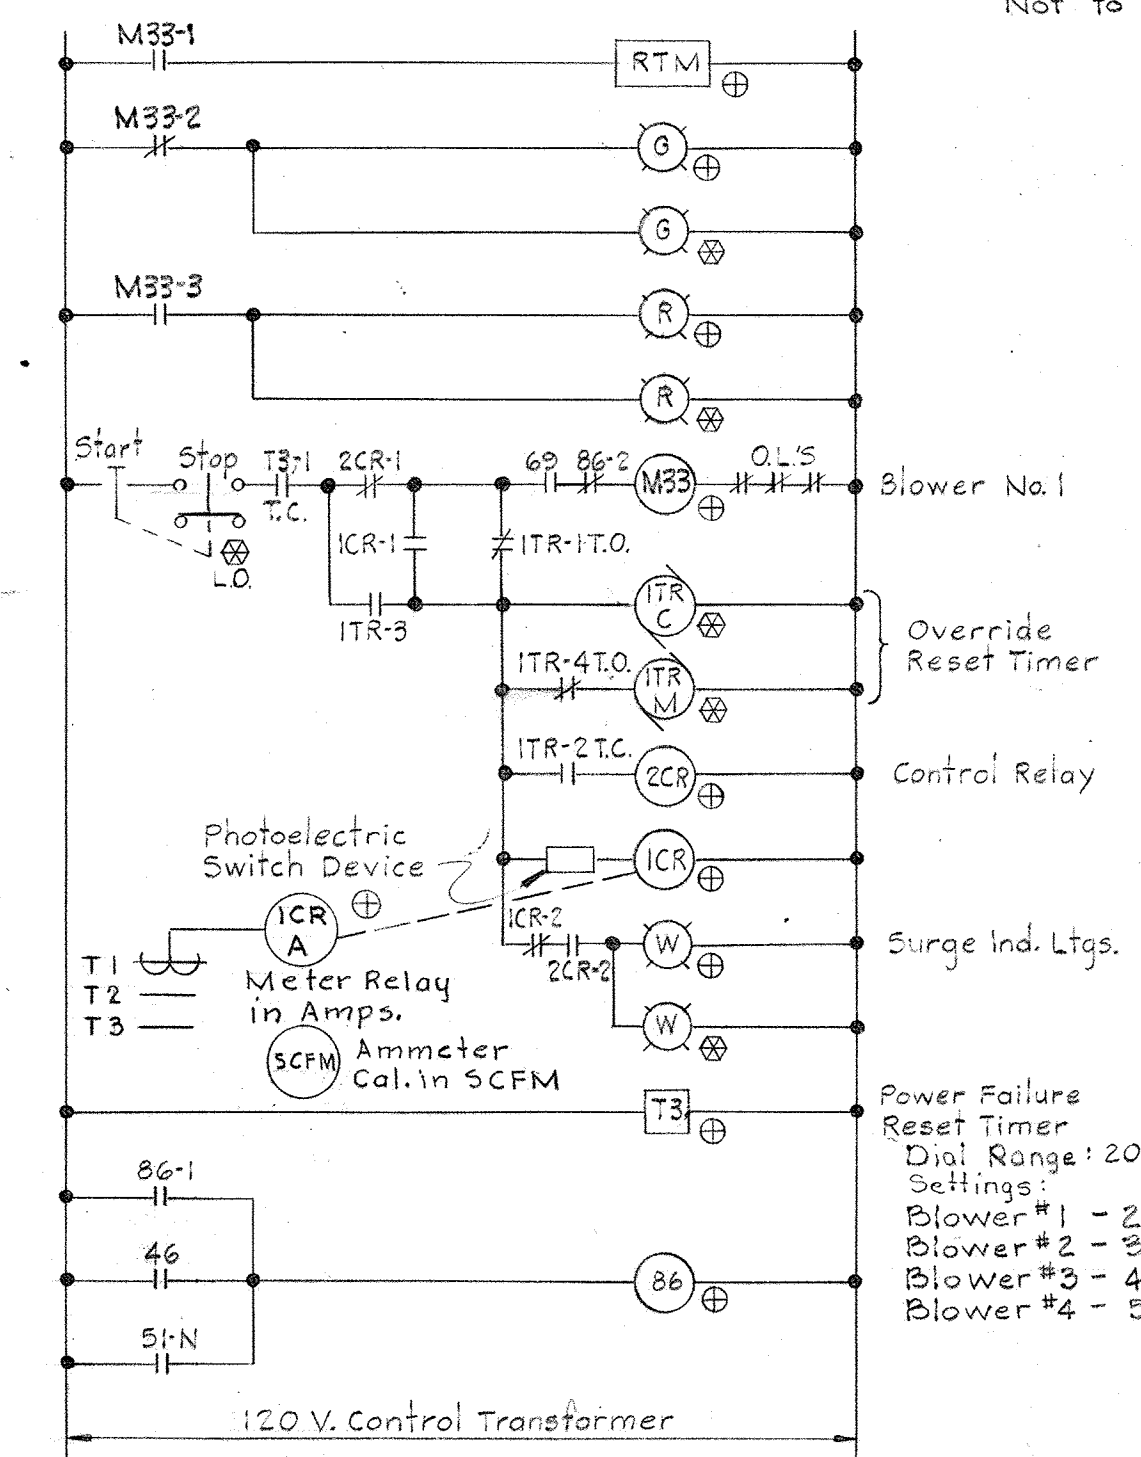 Not to
M33-1
RTM
M33-2
G
G
M33-3
R
R
Start
Stop
T3-1
T.C.
2CR-1
69
86-2
M33
O.L.'S
Blower No. 1
L.O.
1CR-1
1TR-1 T.O.
1TR-3
1TR
C
Override
Reset Timer
1TR-4 T.O.
1TR
M
1TR-2 T.C.
2CR
Control Relay
Photoelectric
Switch Device
1CR
1CR
A
1CR-2
2CR-2
W
Surge Ind. Ltgs.
T1
T2
T3
Meter Relay
in Amps.
W
SCFM
Ammeter
Cal. in SCFM
T3
Power Failure
Reset Timer
Dial Range: 20
Settings:
Blower #1 - 2
Blower #2 - 3
Blower #3 - 4
Blower #4 - 5
86-1
46
86
51-N
120 V. Control Transformer